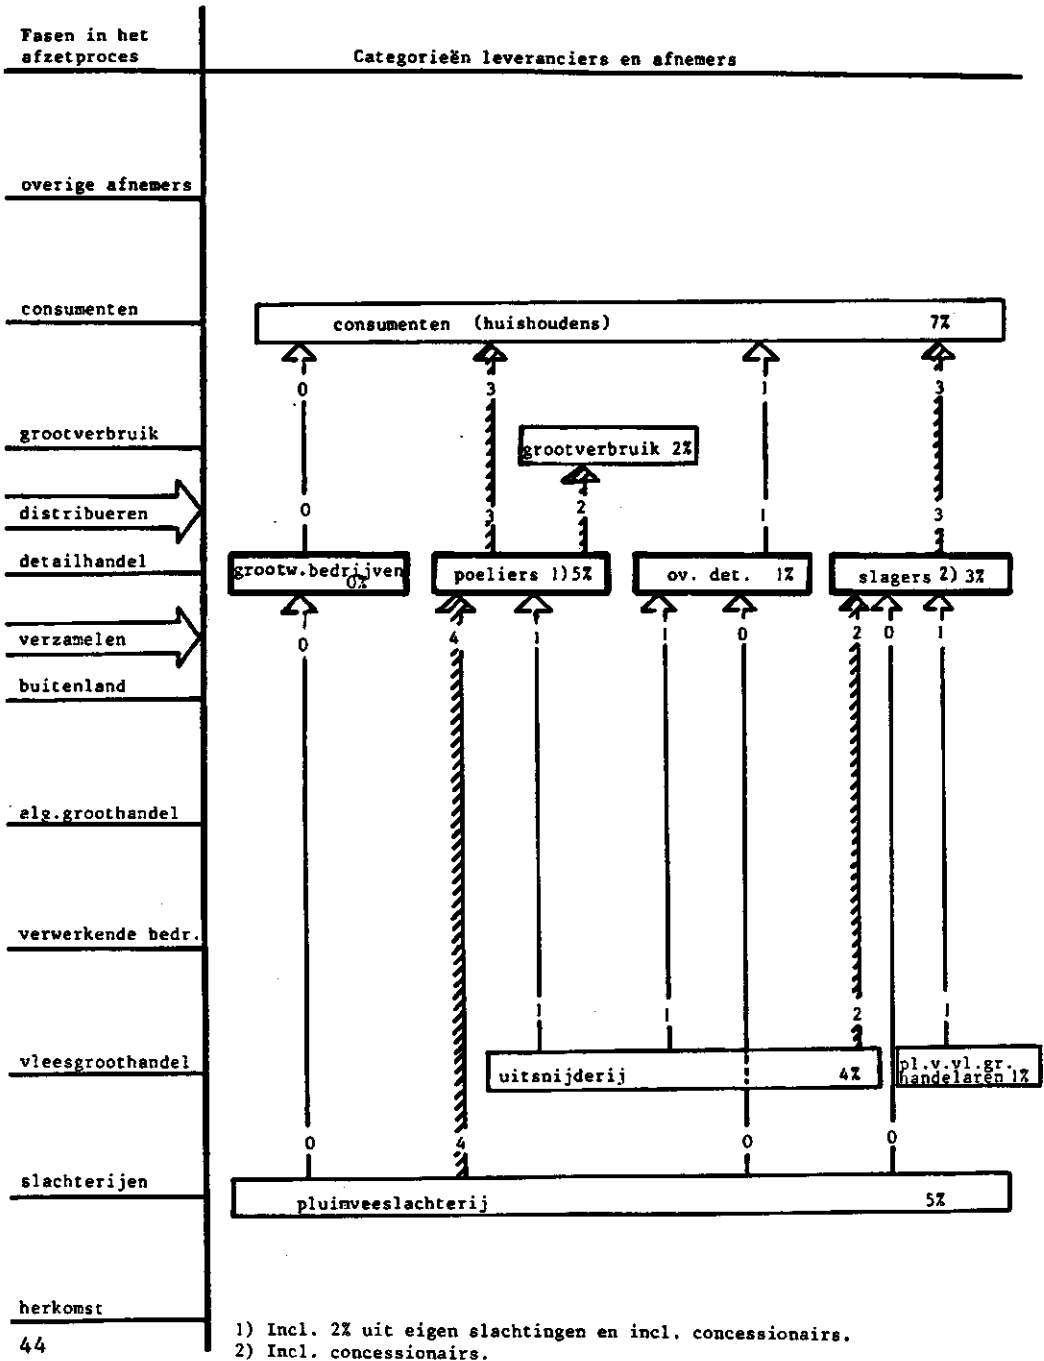 Fasen in het
afzetproces
Categorieën leveranciers en afnemers
overige afnemers
consumenten
consumenten (huishoudens) 7%
0 3 1 3
grootverbruik
grootverbruik 2%
distribueren
0 3 2 1 3
detailhandel
grootw.bedrijven
0%
poeliers 1)5%
ov. det. 1%
slagers 2) 3%
verzamelen
0 4 1 1 0 2 0 1
buitenland
alg.groothandel
verwerkende bedr.
1 1 2 1
vleesgroothandel
uitsnijderij 4%
pl.v.vl.gr.
handelaren 1%
0 4 0 0
slachterijen
pluimveeslachterij 5%
herkomst
44
1) Incl. 2% uit eigen slachtingen en incl. concessionairs.
2) Incl. concessionairs.